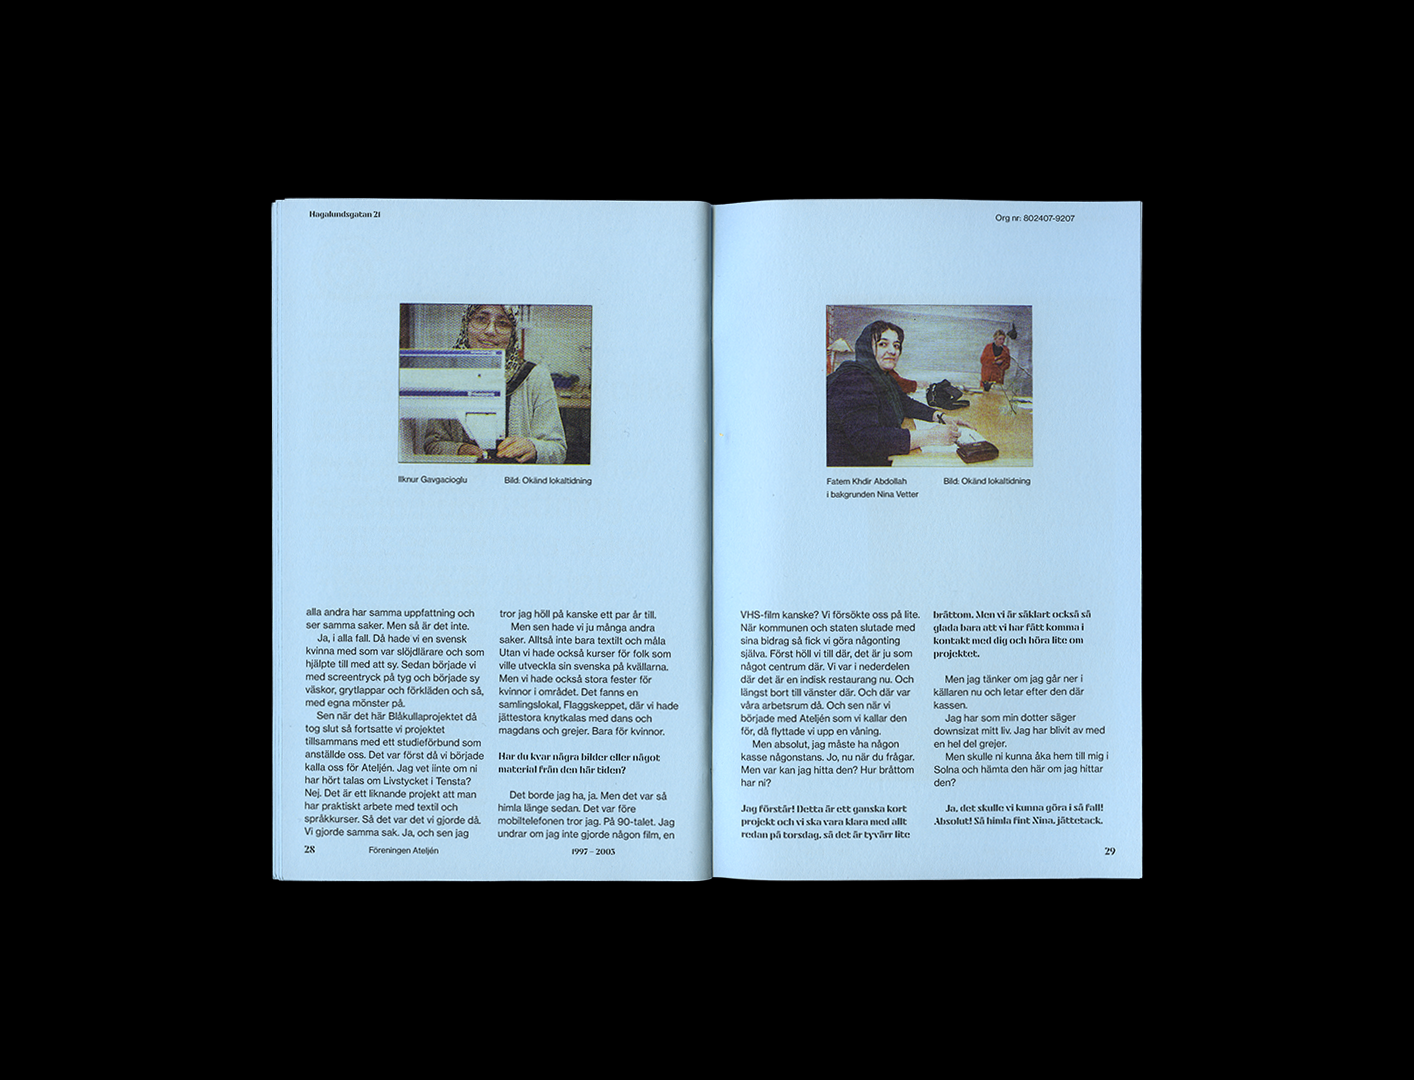 Hagalundsgatan 21
Ilknur Gavgacioglu
Bild: Okänd lokaltidning
alla andra har samma uppfattning och
ser samma saker. Men så är det inte.
Ja, i alla fall. Då hade vi en svensk
kvinna med som var slöjdlärare och som
hjälpte till med att sy. Sedan började vi
med screentryck på tyg och började sy
väskor, grytlappar och förkläden och så,
med egna mönster på.
Sen när det här Blåkullaprojektet då
tog slut så fortsatte vi projektet
tillsammans med ett studieförbund som
anställde oss. Det var först då vi började
kalla oss för Ateljén. Jag vet iinte om ni
har hört talas om Livstycket i Tensta?
Nej. Det är ett liknande projekt att man
har praktiskt arbete med textil och
språkkurser. Så det var det vi gjorde då.
Vi gjorde samma sak. Ja, och sen jag
tror jag höll på kanske ett par år till.
Men sen hade vi ju många andra
saker. Alltså inte bara textilt och måla
Utan vi hade också kurser för folk som
ville utveckla sin svenska på kvällarna.
Men vi hade också stora fester för
kvinnor i området. Det fanns en
samlingslokal, Flaggskeppet, där vi hade
jättestora knytkalas med dans och
magdans och grejer. Bara för kvinnor.
Har du kvar några bilder eller något
material från den här tiden?
Det borde jag ha, ja. Men det var så
himla länge sedan. Det var före
mobiltelefonen tror jag. På 90-talet. Jag
undrar om jag inte gjorde någon film, en
28
Föreningen Ateljén
1997 – 2003
Org nr: 802407-9207
Fatem Khdir Abdollah
i bakgrunden Nina Vetter
Bild: Okänd lokaltidning
VHS-film kanske? Vi försökte oss på lite.
När kommunen och staten slutade med
sina bidrag så fick vi göra någonting
själva. Först höll vi till där, det är ju som
något centrum där. Vi var i nederdelen
där det är en indisk restaurang nu. Och
längst bort till vänster där. Och där var
våra arbetsrum då. Och sen när vi
började med Ateljén som vi kallar den
för, då flyttade vi upp en våning.
Men absolut, jag måste ha någon
kasse någonstans. Jo, nu när du frågar.
Men var kan jag hitta den? Hur bråttom
har ni?
Jag förstår! Detta är ett ganska kort
projekt och vi ska vara klara med allt
redan på torsdag, så det är tyvärr lite
bråttom. Men vi är såklart också så
glada bara att vi har fått komma i
kontakt med dig och höra lite om
projektet.
Men jag tänker om jag går ner i
källaren nu och letar efter den där
kassen.
Jag har som min dotter säger
downsizat mitt liv. Jag har blivit av med
en hel del grejer.
Men skulle ni kunna åka hem till mig i
Solna och hämta den här om jag hittar
den?
Ja, det skulle vi kunna göra i så fall!
Absolut! Så himla fint Nina, jättetack.
29